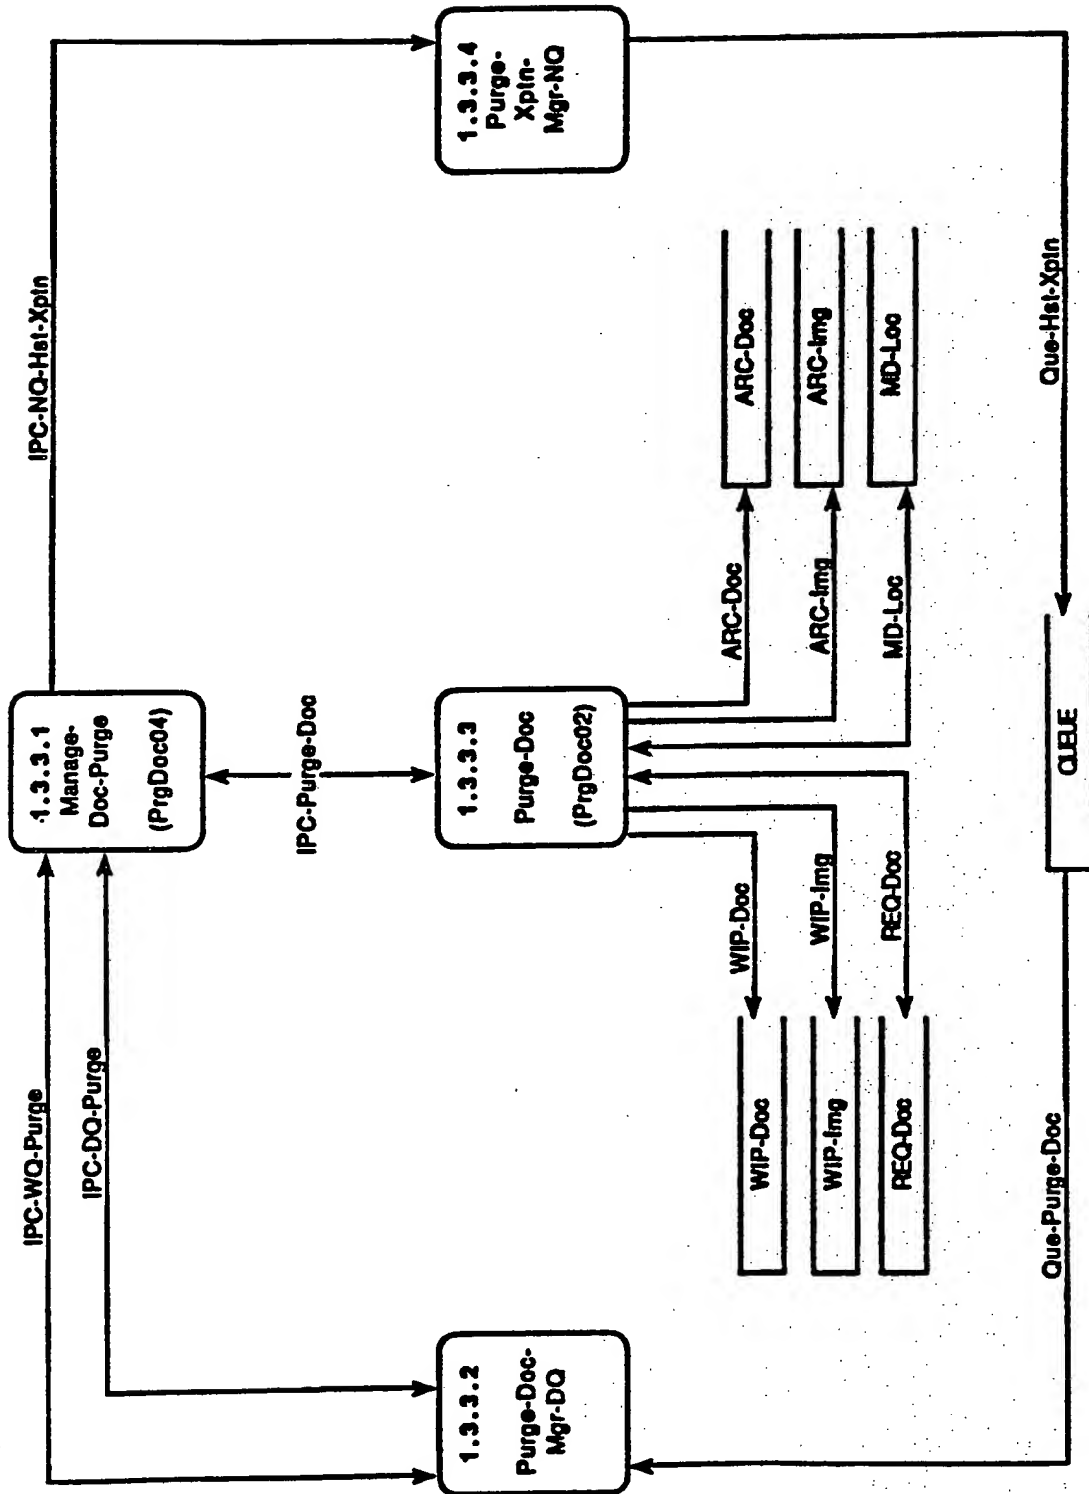 IPC-WQ-Purge
IPC-DQ-Purge
1.3.3.1
Manage-
Doc-Purge
(PrgDoc04)
IPC-NQ-Hst-Xptn
IPC-Purge-Doc
1.3.3.2
Purge-Doc-
Mgr-DQ
1.3.3.3
Purge-Doc
(PrgDoc02)
1.3.3.4
Purge-
Xptn-
Mgr-NQ
WIP-Doc
WIP-Img
REQ-Doc
ARC-Doc
ARC-Img
MD-Loc
WIP-Doc
WIP-Img
REQ-Doc
ARC-Doc
ARC-Img
MD-Loc
Que-Purge-Doc
QUEUE
Que-Hst-Xptn